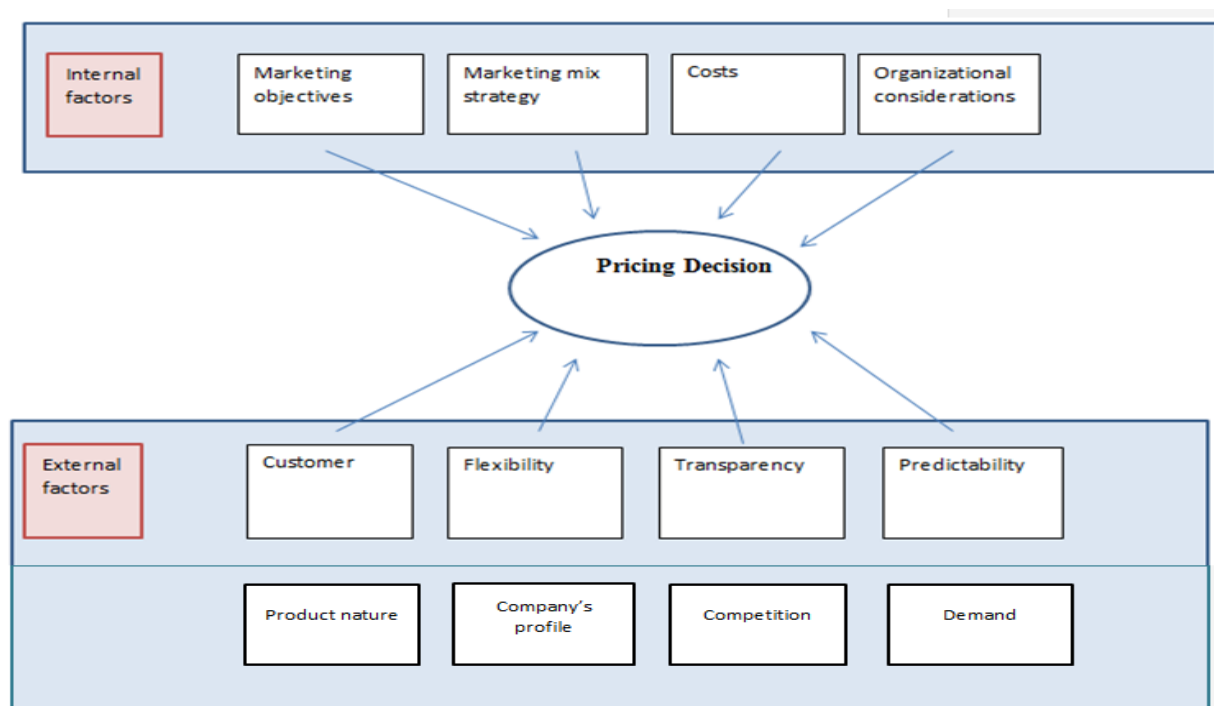 Internal
factors
Marketing
objectives
Marketing mix
strategy
Costs
Organizational
considerations
Pricing Decision
External
factors
Customer
Flexibility
Transparency
Predictability
Product nature
Company's
profile
Competition
Demand